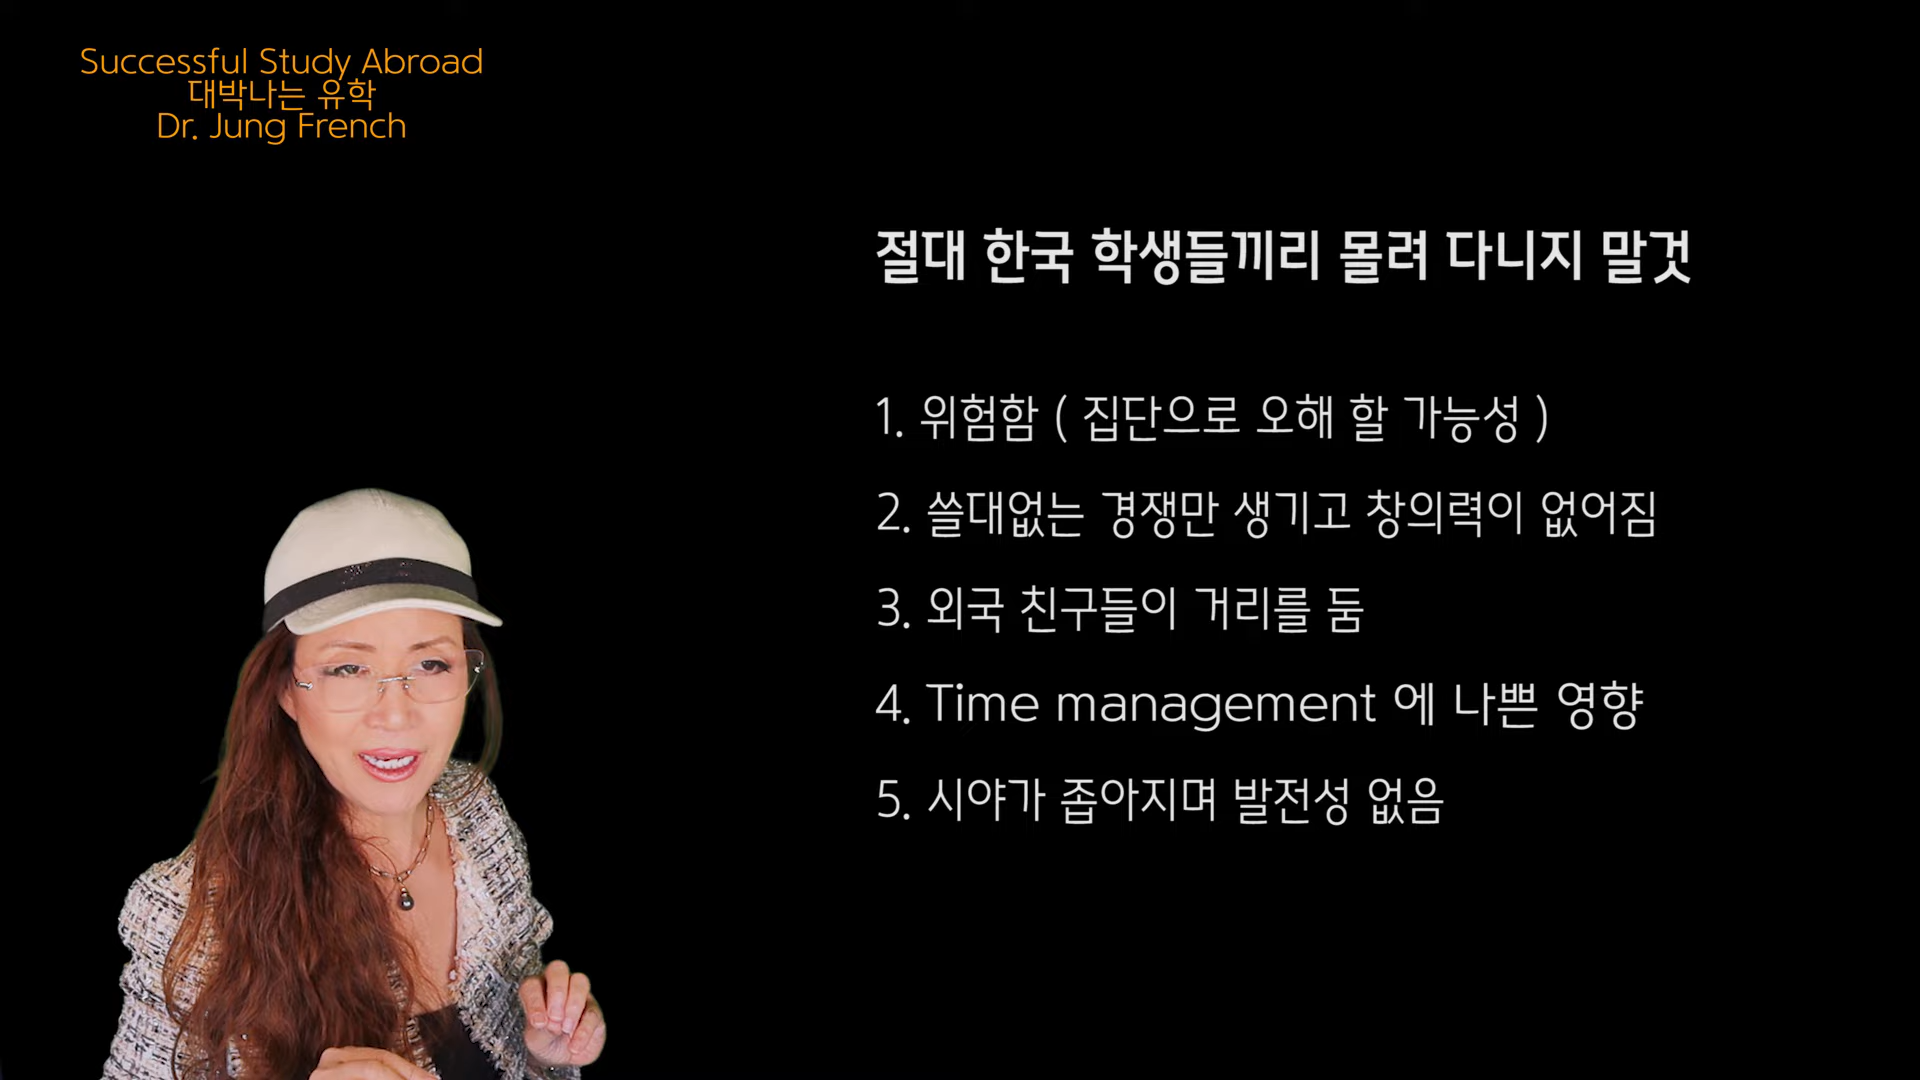 Successful Study Abroad
대박나는 유학
Dr. Jung French
절대 한국 학생들끼리 몰려 다니지 말것
1. 위험함 ( 집단으로 오해 할 가능성 )
2. 쓸대없는 경쟁만 생기고 창의력이 없어짐
3. 외국 친구들이 거리를 둠
4. Time management 에 나쁜 영향
5. 시야가 좁아지며 발전성 없음